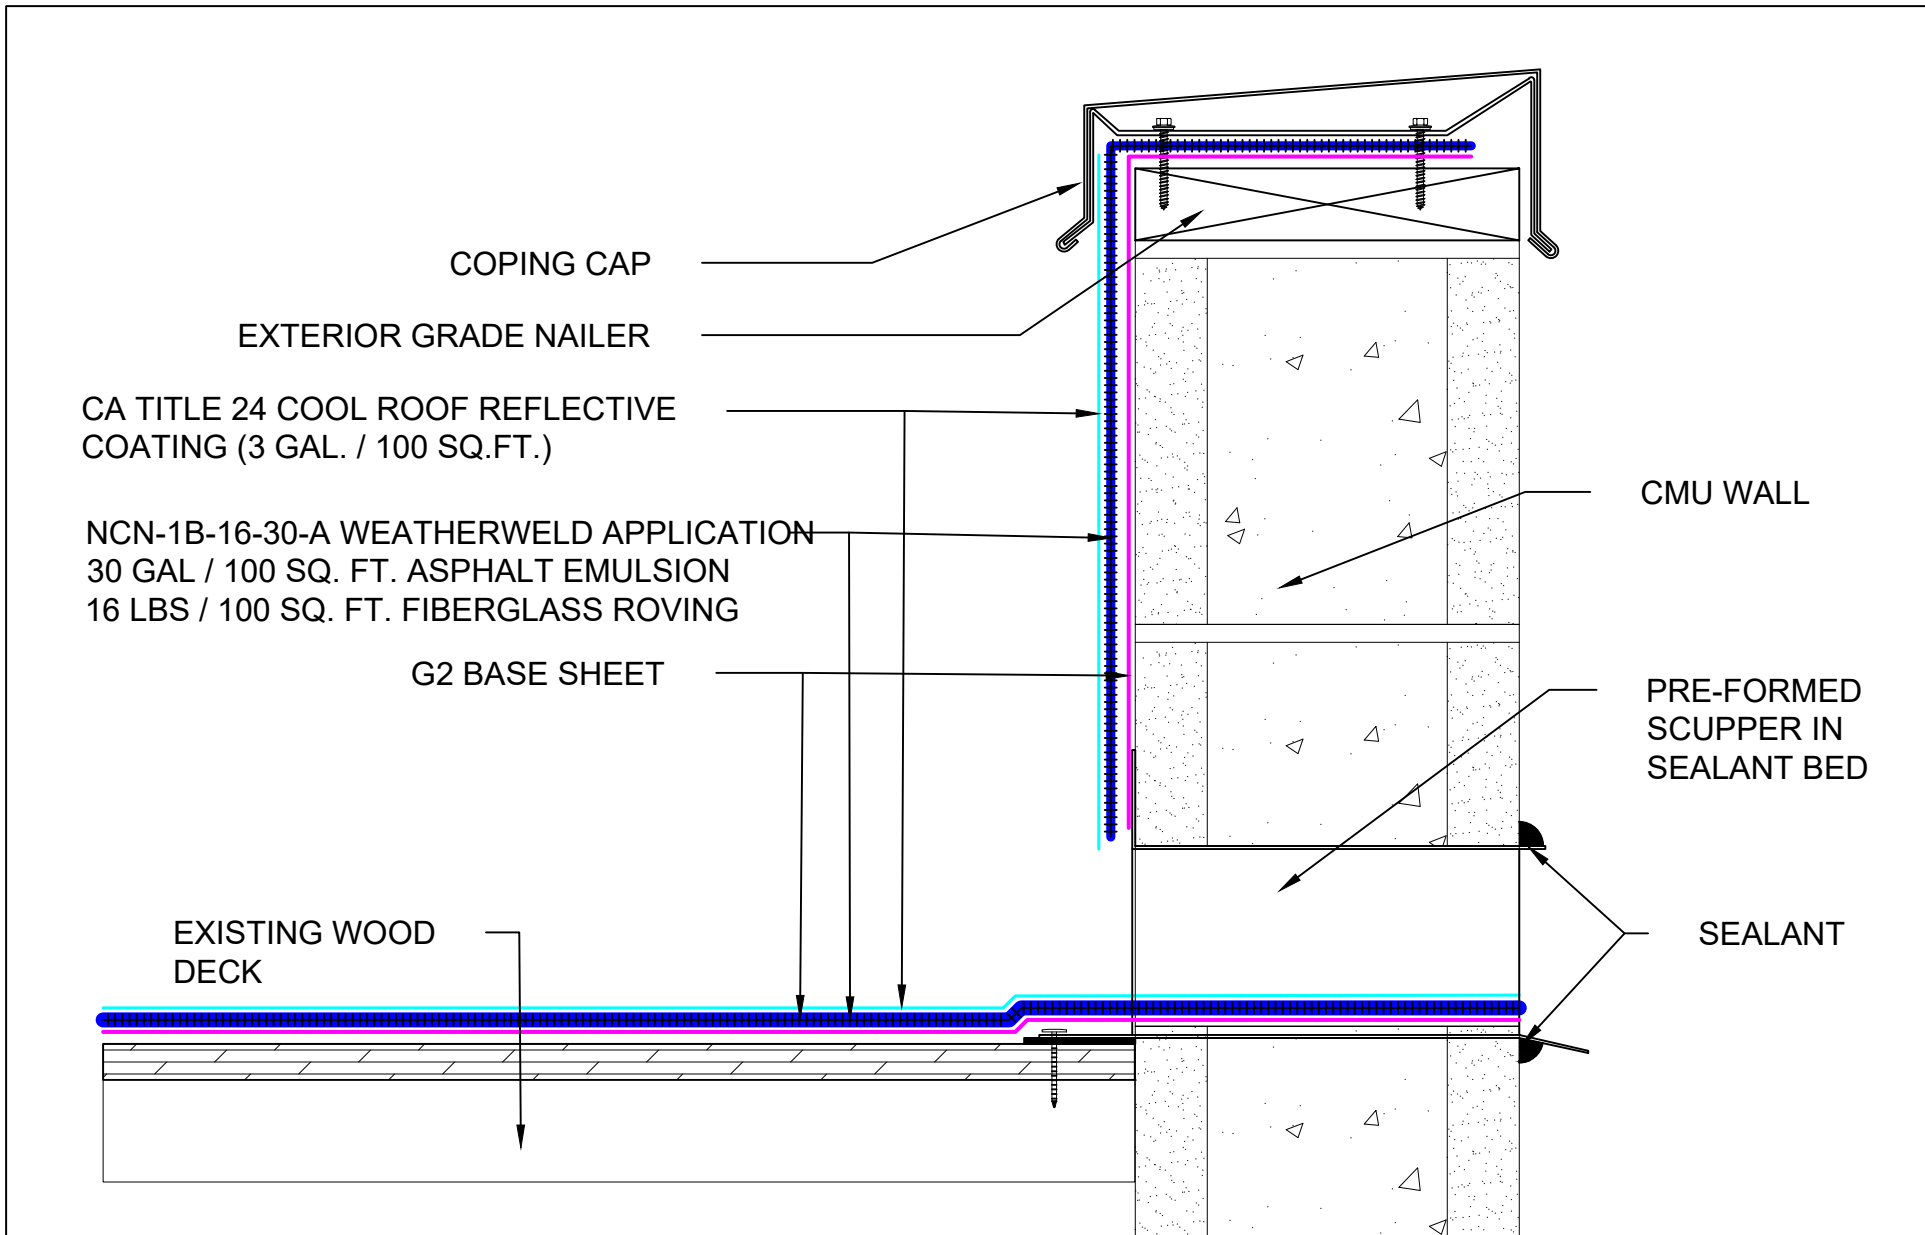 COPING CAP
EXTERIOR GRADE NAILER
CA TITLE 24 COOL ROOF REFLECTIVE
COATING (3 GAL. / 100 SQ.FT.)
NCN-1B-16-30-A WEATHERWELD APPLICATION
30 GAL / 100 SQ. FT. ASPHALT EMULSION
16 LBS / 100 SQ. FT. FIBERGLASS ROVING
G2 BASE SHEET
EXISTING WOOD
DECK
CMU WALL
PRE-FORMED
SCUPPER IN
SEALANT BED
SEALANT